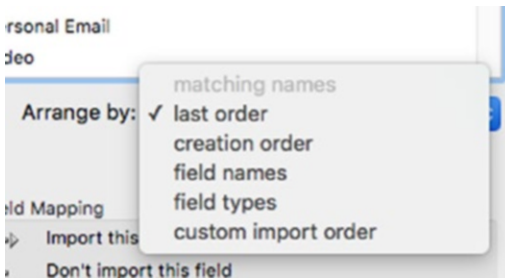 rsonal Email
deo
matching names
Arrange by: ✓ last order
creation order
field names
field types
custom import order
ld Mapping
Import this
Don't import this field